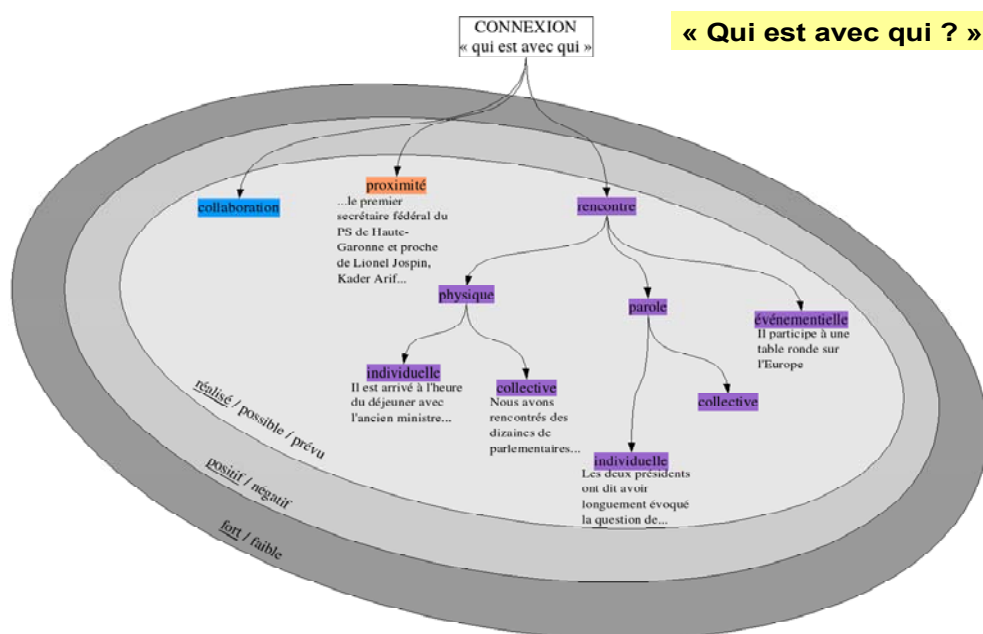 CONNEXION
« qui est avec qui »
« Qui est avec qui ? »
collaboration
proximité
...le premier
secrétaire fédéral du
PS de Haute-
Garonne et proche
de Lionel Jospin,
Kader Arif...
rencontre
physique
parole
événementielle
Il participe à une
table ronde sur
l'Europe
individuelle
Il est arrivé à l'heure
du déjeuner avec
l'ancien ministre...
collective
Nous avons
rencontrés des
dizaines de
parlementaires...
collective
individuelle
Les deux présidents
ont dit avoir
longuement évoqué
la question de...
réalisé / possible / prévu
positif / négatif
fort / faible